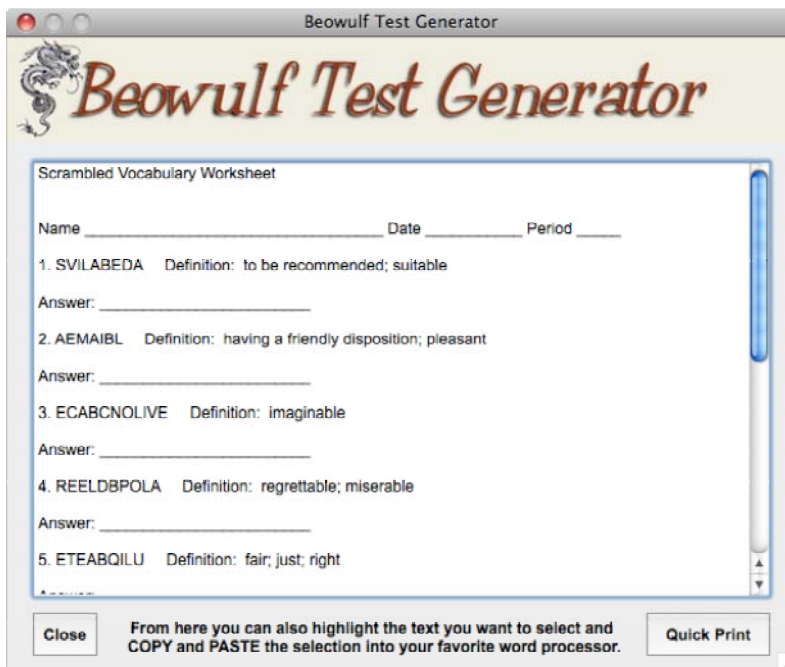 Beowulf Test Generator
Beowulf Test Generator
Scrambled Vocabulary Worksheet
Name __________________________________ Date ___________ Period _____
1. SVILABEDA Definition: to be recommended; suitable
Answer: ________________________
2. AEMAIBL Definition: having a friendly disposition; pleasant
Answer: ________________________
3. ECABCNOLIVE Definition: imaginable
Answer: ________________________
4. REELDBPOLA Definition: regrettable; miserable
Answer: ________________________
5. ETEABQILU Definition: fair; just; right
Close
From here you can also highlight the text you want to select and
COPY and PASTE the selection into your favorite word processor.
Quick Print